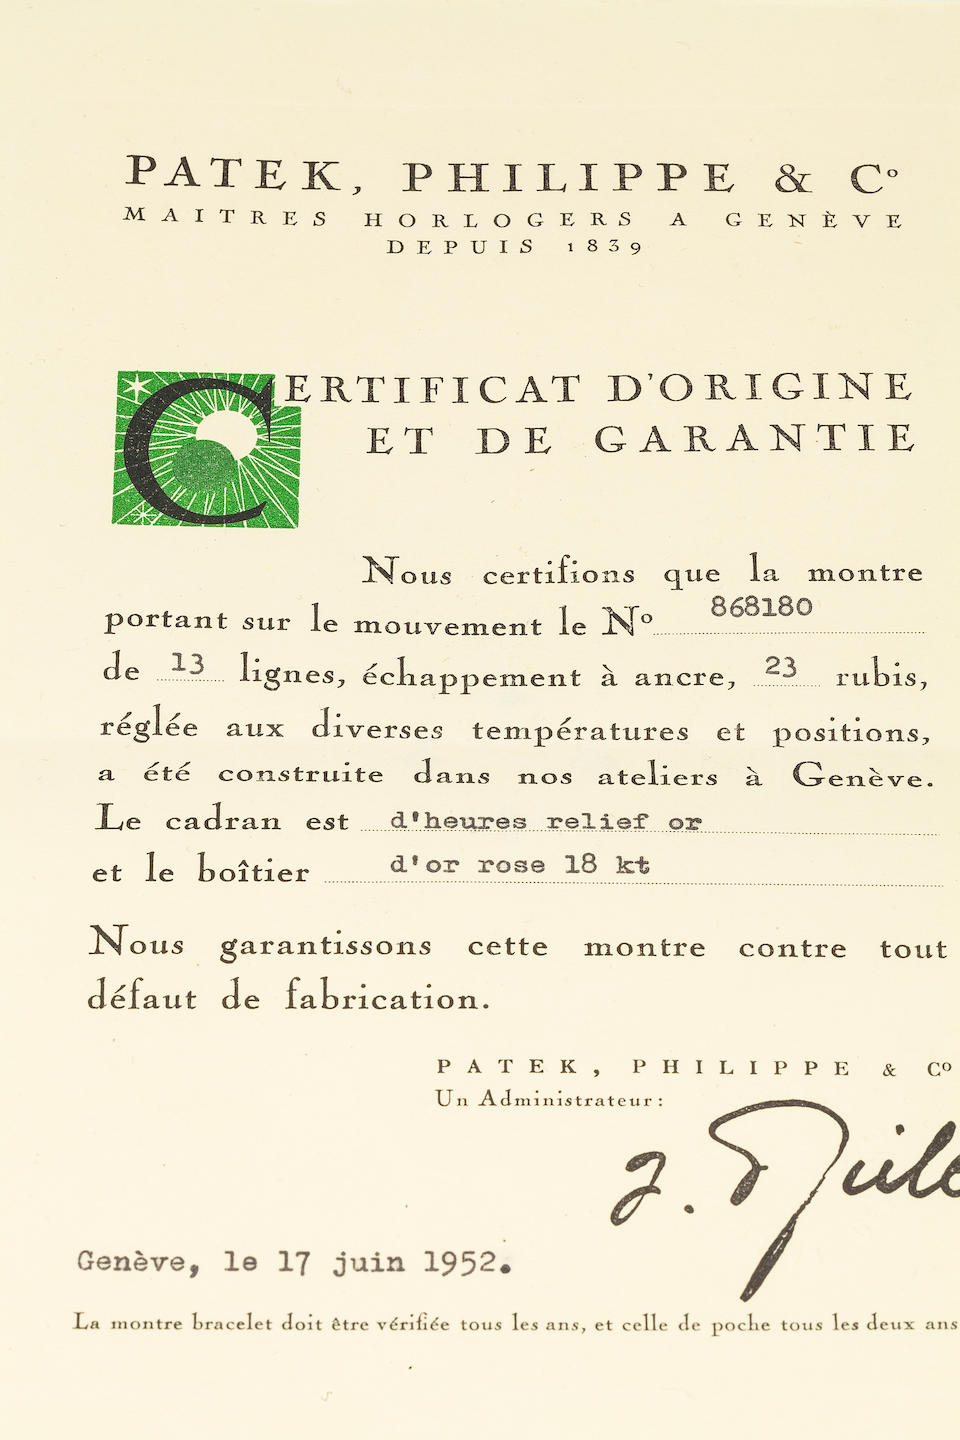 PATEK, PHILIPPE & Cº
MAITRES HORLOGERS A GENÈVE
DEPUIS 1839
CERTIFICAT D'ORIGINE
ET DE GARANTIE
Nous certifions que la montre
portant sur le mouvement le Nº 868180
de 13 lignes, échappement à ancre, 23 rubis,
réglée aux diverses températures et positions,
a été construite dans nos ateliers à Genève.
Le cadran est d'heures relief or
et le boîtier d'or rose 18 kt
Nous garantissons cette montre contre tout
défaut de fabrication.
PATEK, PHILIPPE & Cº
Un Administrateur:
Genève, le 17 juin 1952.
La montre bracelet doit être vérifiée tous les ans, et celle de poche tous les deux ans